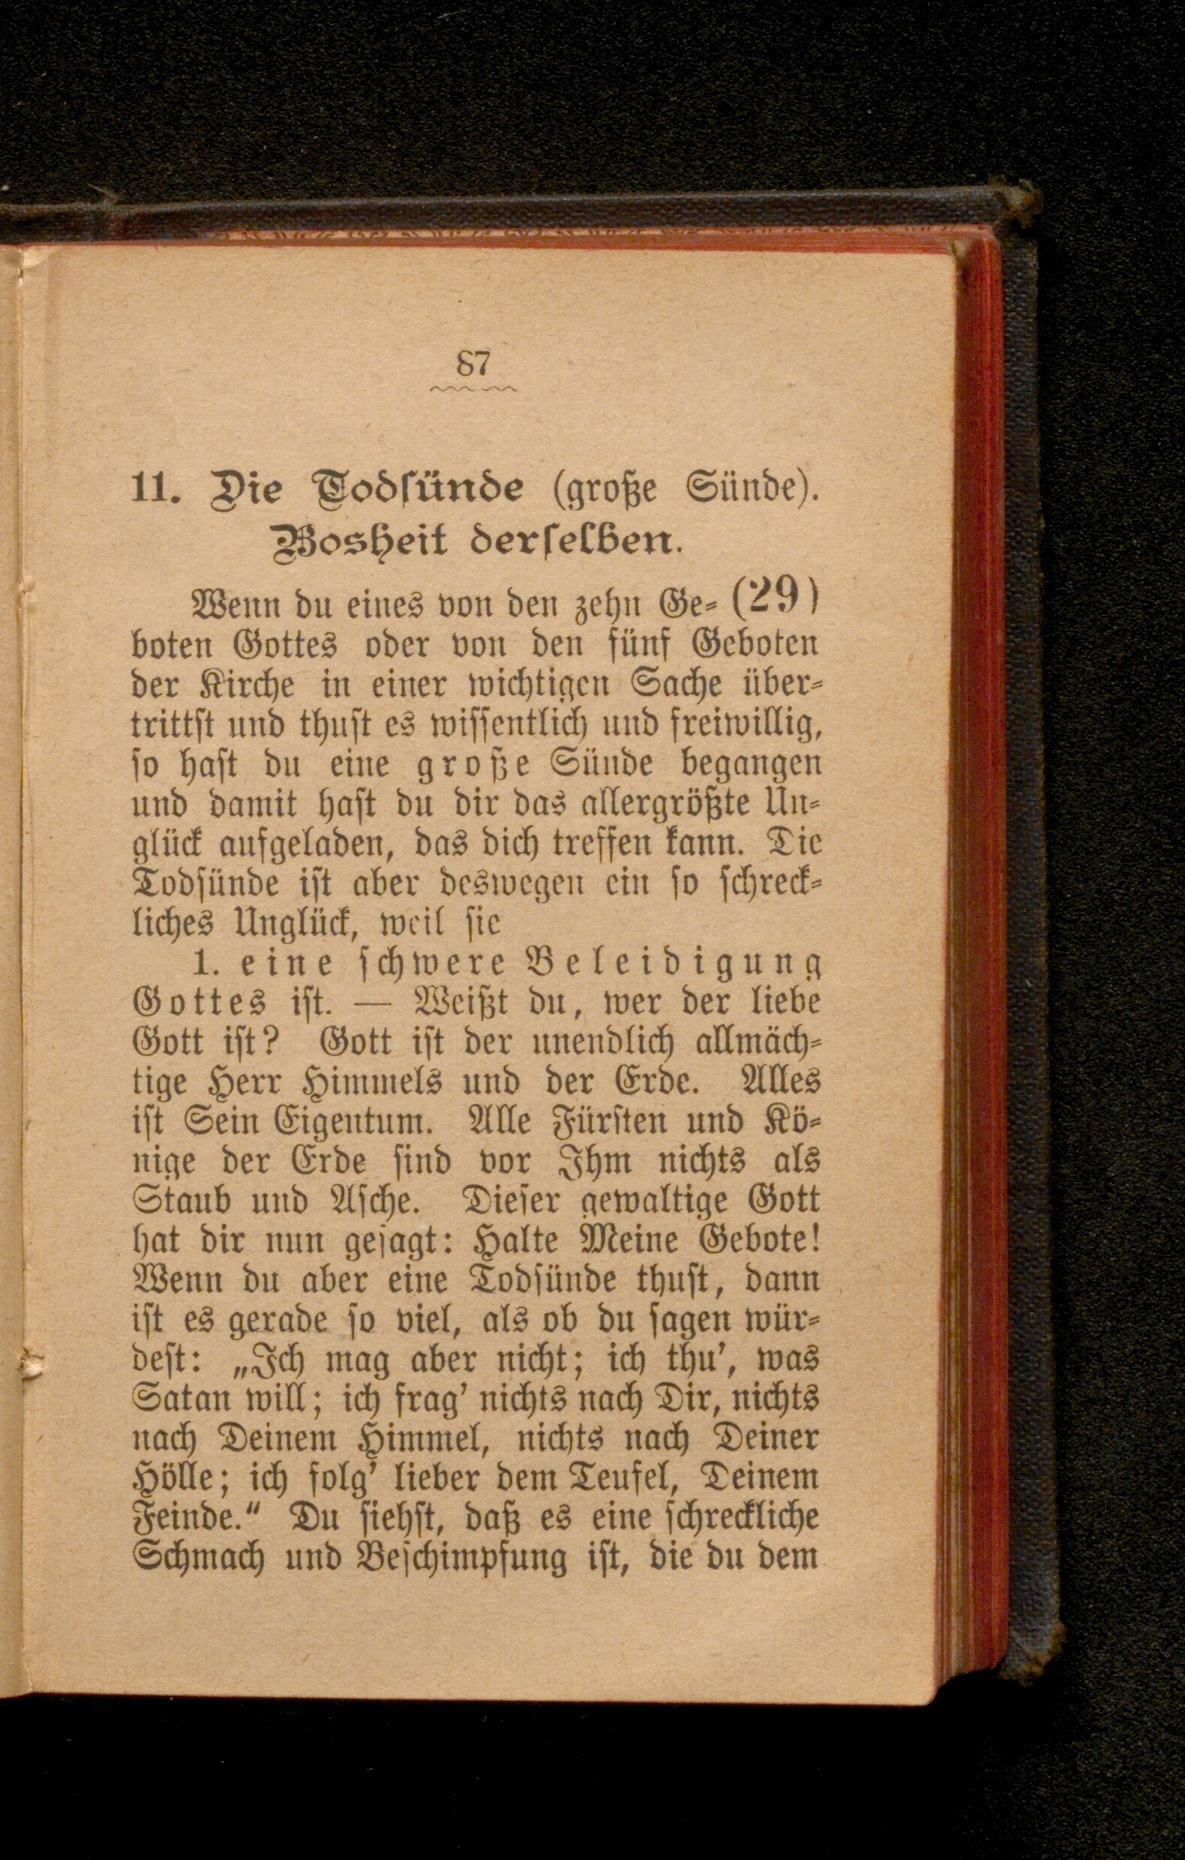 87
11. Die Todsünde (große Sünde).
Bosheit derselben.
Wenn du eines von den zehn Ge- (29)
boten Gottes oder von den fünf Geboten
der Kirche in einer wichtigen Sache über-
trittst und thust es wissentlich und freiwillig,
so hast du eine große Sünde begangen
und damit hast du dir das allergrößte Un-
glück aufgeladen, das dich treffen kann. Die
Todsünde ist aber deswegen ein so schreck-
liches Unglück, weil sie
1. eine schwere Beleidigung
Gottes ist. — Weißt du, wer der liebe
Gott ist? Gott ist der unendlich allmäch-
tige Herr Himmels und der Erde. Alles
ist Sein Eigentum. Alle Fürsten und Kö-
nige der Erde sind vor Ihm nichts als
Staub und Asche. Dieser gewaltige Gott
hat dir nun gesagt: Halte Meine Gebote!
Wenn du aber eine Todsünde thust, dann
ist es gerade so viel, als ob du sagen wür-
dest: „Ich mag aber nicht; ich thu’, was
Satan will; ich frag’ nichts nach Dir, nichts
nach Deinem Himmel, nichts nach Deiner
Hölle; ich folg’ lieber dem Teufel, Deinem
Feinde.“ Du siehst, daß es eine schreckliche
Schmach und Beschimpfung ist, die du dem